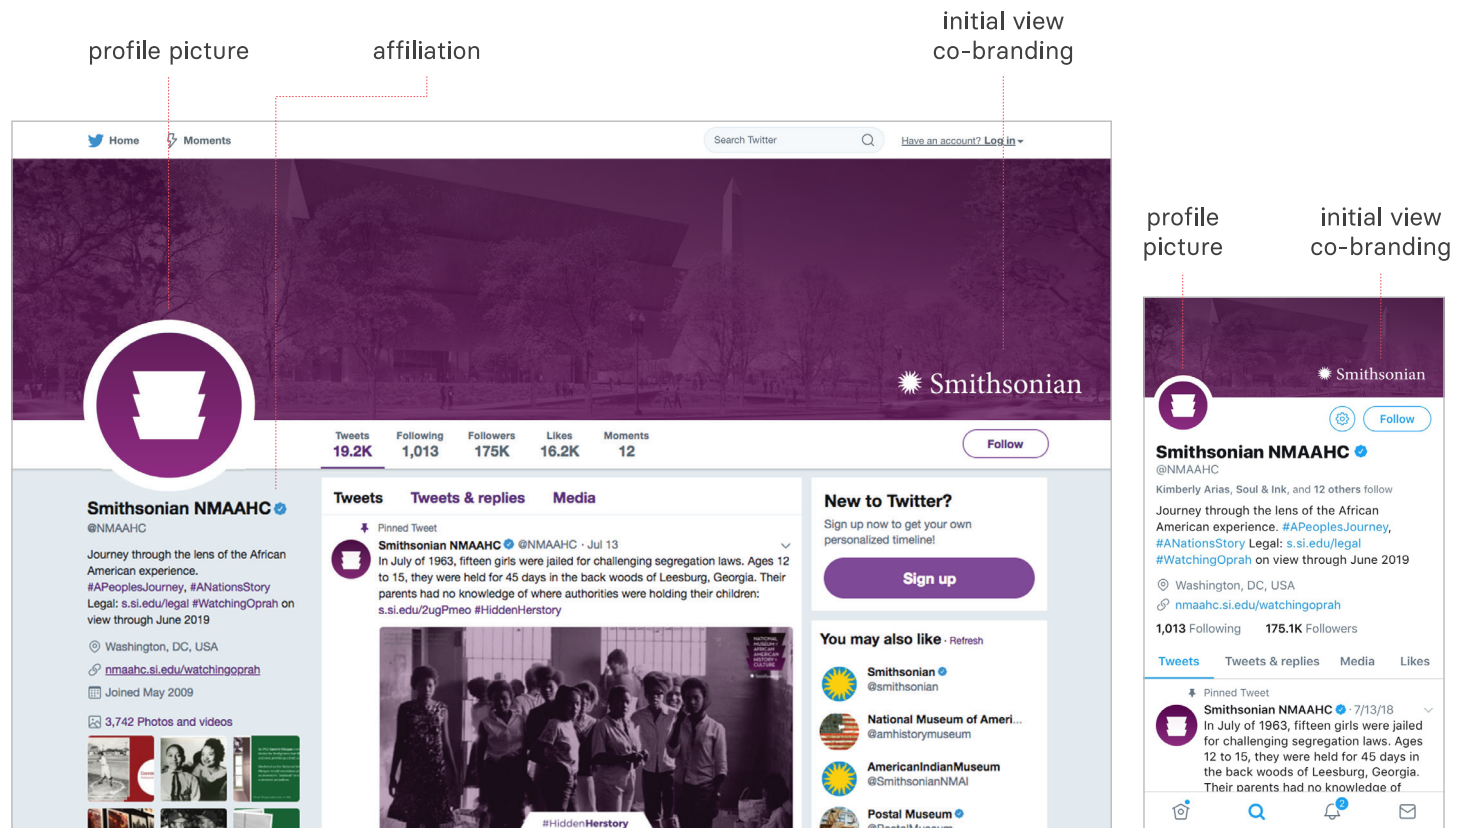 profile picture
affiliation
initial view
co-branding
Home
Moments
Search Twitter
Have an account? Log in
Smithsonian
Tweets
19.2K
Following
1,013
Followers
175K
Likes
16.2K
Moments
12
Follow
Smithsonian NMAAHC
@NMAAHC
Journey through the lens of the African
American experience.
#APeoplesJourney, #ANationsStory
Legal: s.si.edu/legal #WatchingOprah on
view through June 2019
Washington, DC, USA
nmaahc.si.edu/watchingoprah
Joined May 2009
3,742 Photos and videos
Tweets
Tweets & replies
Media
Pinned Tweet
Smithsonian NMAAHC @NMAAHC · Jul 13
In July of 1963, fifteen girls were jailed for challenging segregation laws. Ages 12
to 15, they were held for 45 days in the back woods of Leesburg, Georgia. Their
parents had no knowledge of where authorities were holding their children:
s.si.edu/2ugPmeo #HiddenHerstory
NATIONAL
MUSEUM of
AFRICAN
AMERICAN
HISTORY &
CULTURE
Smithsonian
#HiddenHerstory
New to Twitter?
Sign up now to get your own
personalized timeline!
Sign up
You may also like · Refresh
Smithsonian
@smithsonian
National Museum of Ameri...
@amhistorymuseum
AmericanIndianMuseum
@SmithsonianNMAI
Postal Museum
@PostalMuseum
profile
picture
initial view
co-branding
Smithsonian
Follow
Smithsonian NMAAHC
@NMAAHC
Kimberly Arias, Soul & Ink, and 12 others follow
Journey through the lens of the African
American experience. #APeoplesJourney,
#ANationsStory Legal: s.si.edu/legal
#WatchingOprah on view through June 2019
Washington, DC, USA
nmaahc.si.edu/watchingoprah
1,013 Following
175.1K Followers
Tweets
Tweets & replies
Media
Likes
Pinned Tweet
Smithsonian NMAAHC · 7/13/18
In July of 1963, fifteen girls were jailed
for challenging segregation laws. Ages
12 to 15, they were held for 45 days in
the back woods of Leesburg, Georgia.
Their parents had no knowledge of
2